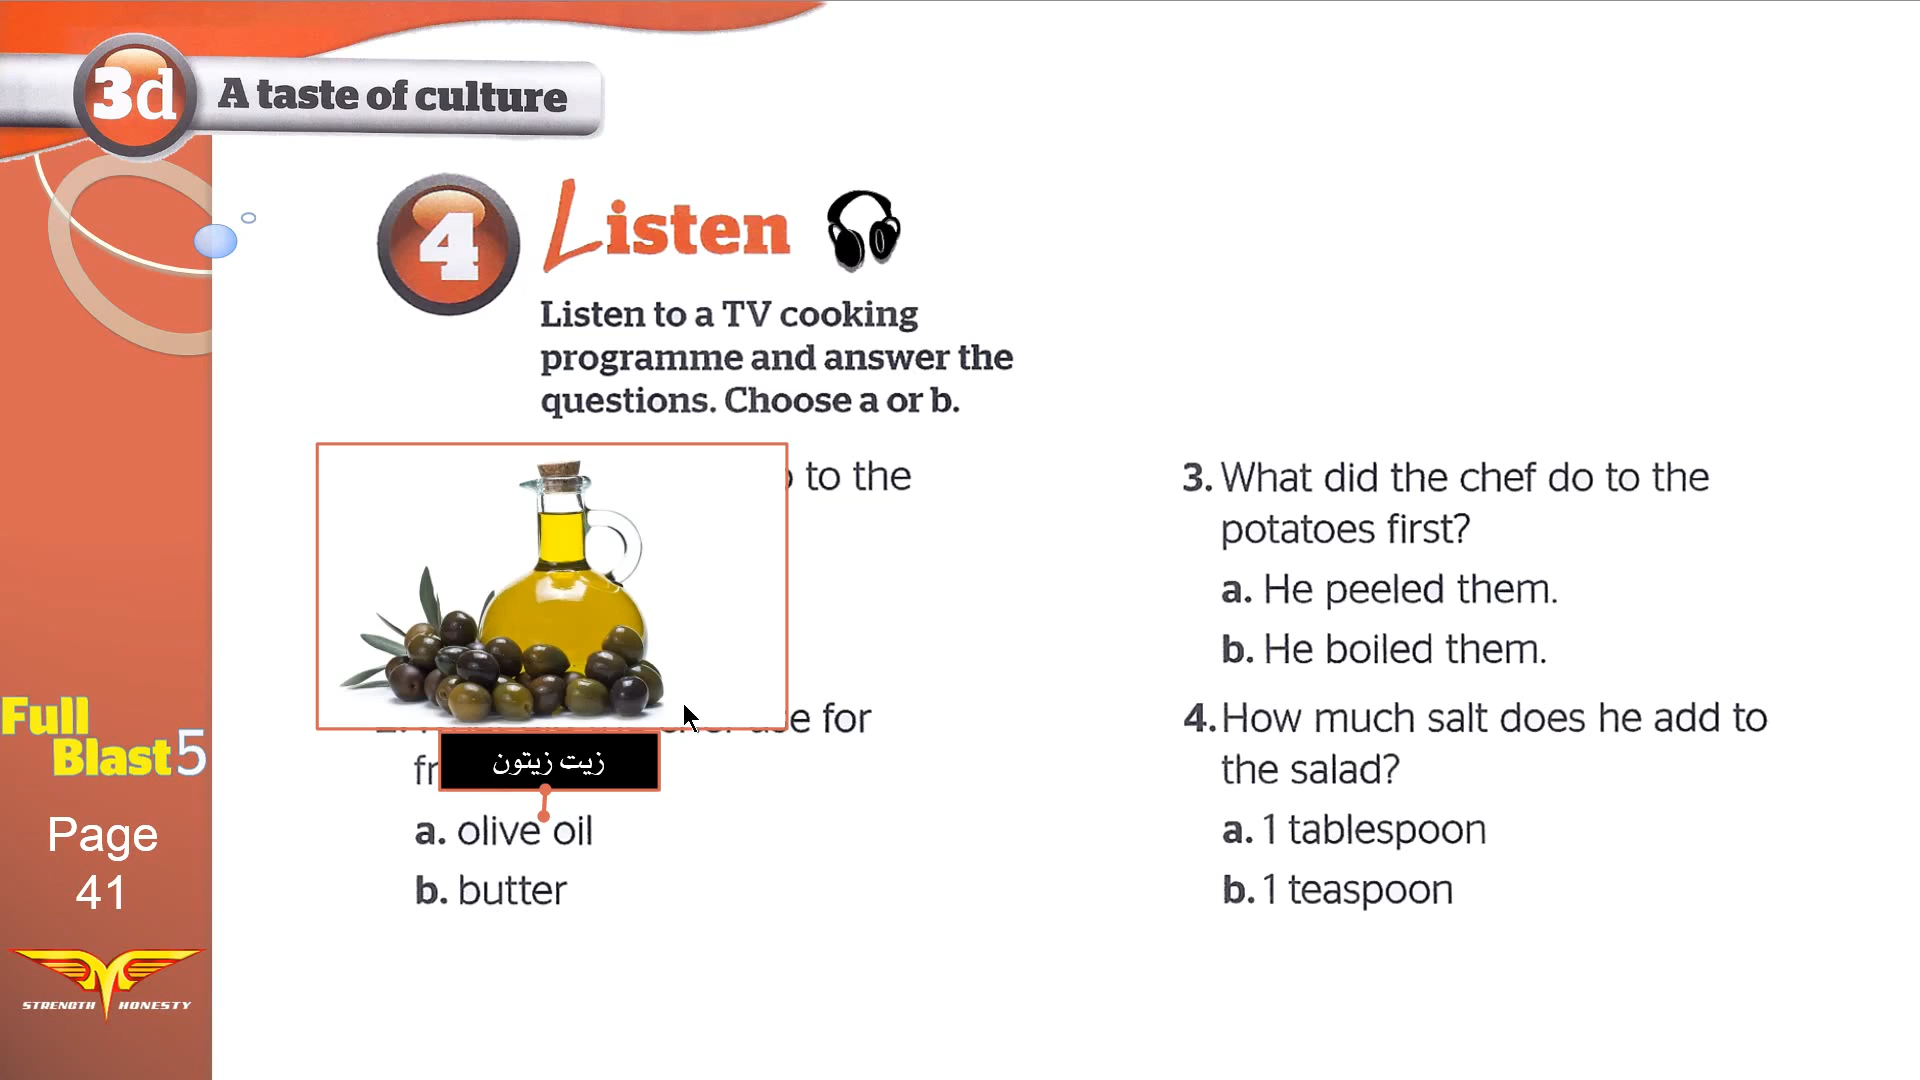 3d A taste of culture
4 Listen
Listen to a TV cooking
programme and answer the
questions. Choose a or b.
to the
for
زيت زيتون
a. olive oil
b. butter
3. What did the chef do to the
potatoes first?
a. He peeled them.
b. He boiled them.
4. How much salt does he add to
the salad?
a. 1 tablespoon
b. 1 teaspoon
Full
Blast 5
Page
41
STRENGTH HONESTY